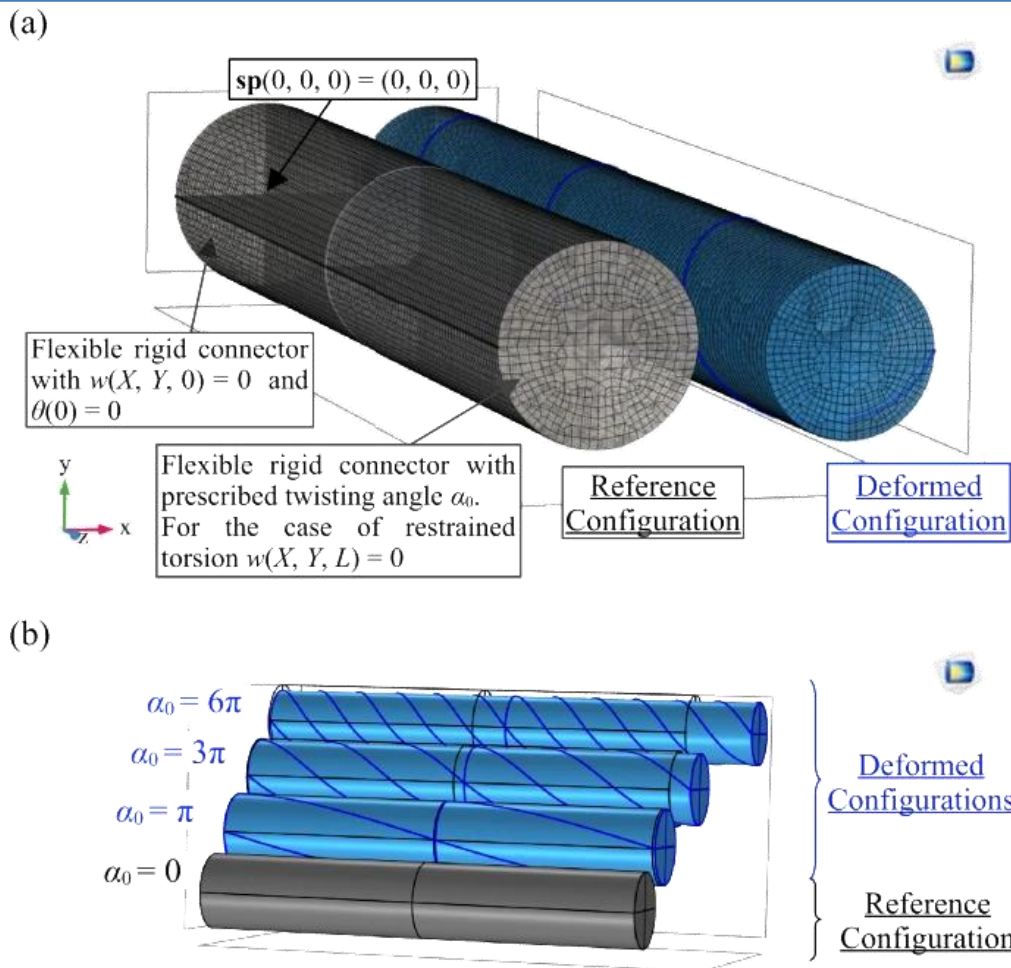 (a)
sp(0, 0, 0) = (0, 0, 0)
Flexible rigid connector
with w(X, Y, 0) = 0 and
θ(0) = 0
Flexible rigid connector with
prescribed twisting angle α₀.
For the case of restrained
torsion w(X, Y, L) = 0
Reference
Configuration
Deformed
Configuration
y
x
z
(b)
α₀ = 6π
α₀ = 3π
α₀ = π
α₀ = 0
Deformed
Configurations
Reference
Configuration